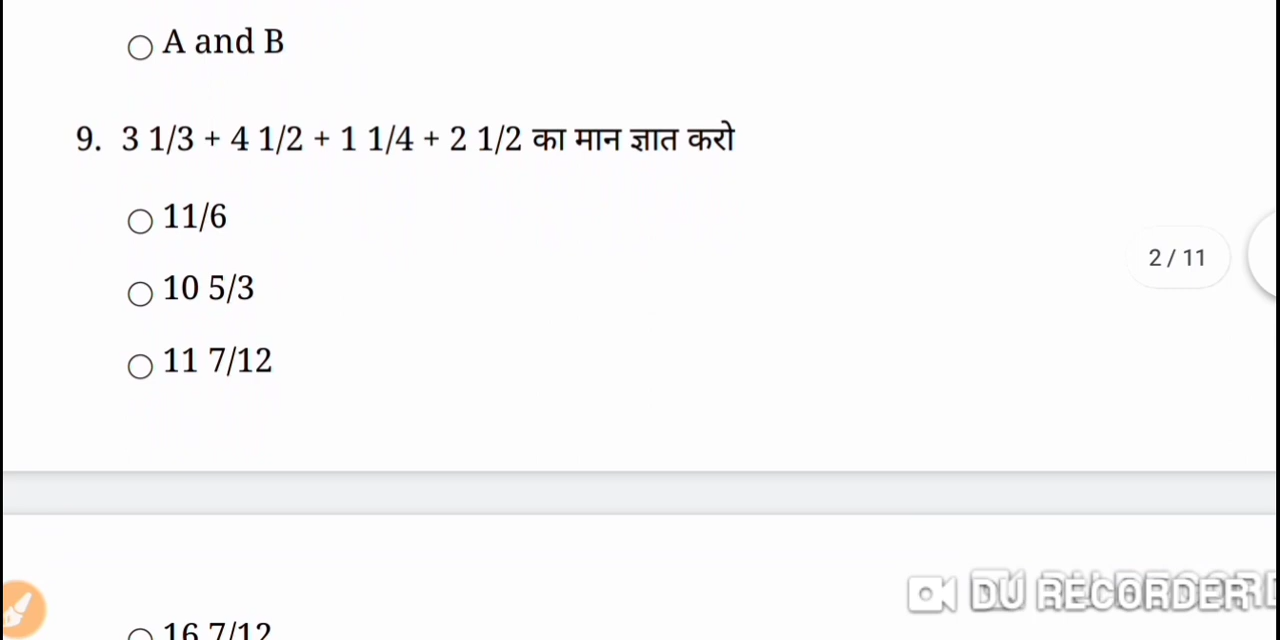 A and B
9. 3 1/3 + 4 1/2 + 1 1/4 + 2 1/2 का मान ज्ञात करो
11/6
10 5/3
2 / 11
11 7/12
DU RECORDER
16 7/12